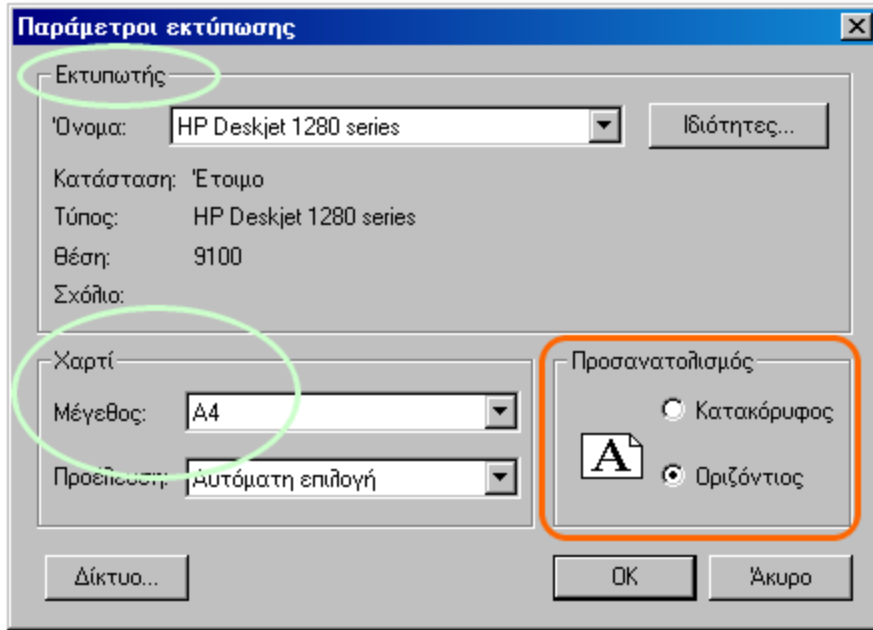 Παράμετροι εκτύπωσης
Εκτυπωτής
Όνομα: HP Deskjet 1280 series Ιδιότητες...
Κατάσταση: Έτοιμο
Τύπος: HP Deskjet 1280 series
Θέση: 9100
Σχόλιο:
Χαρτί
Μέγεθος: A4
Προέλευση: Αυτόματη επιλογή
Προσανατολισμός
Κατακόρυφος
A
Οριζόντιος
Δίκτυο... OK Άκυρο